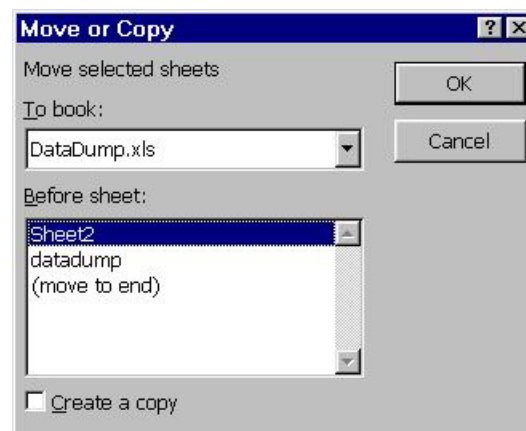 Move or Copy
Move selected sheets
OK
To book:
DataDump.xls
Cancel
Before sheet:
Sheet2
datadump
(move to end)
Create a copy